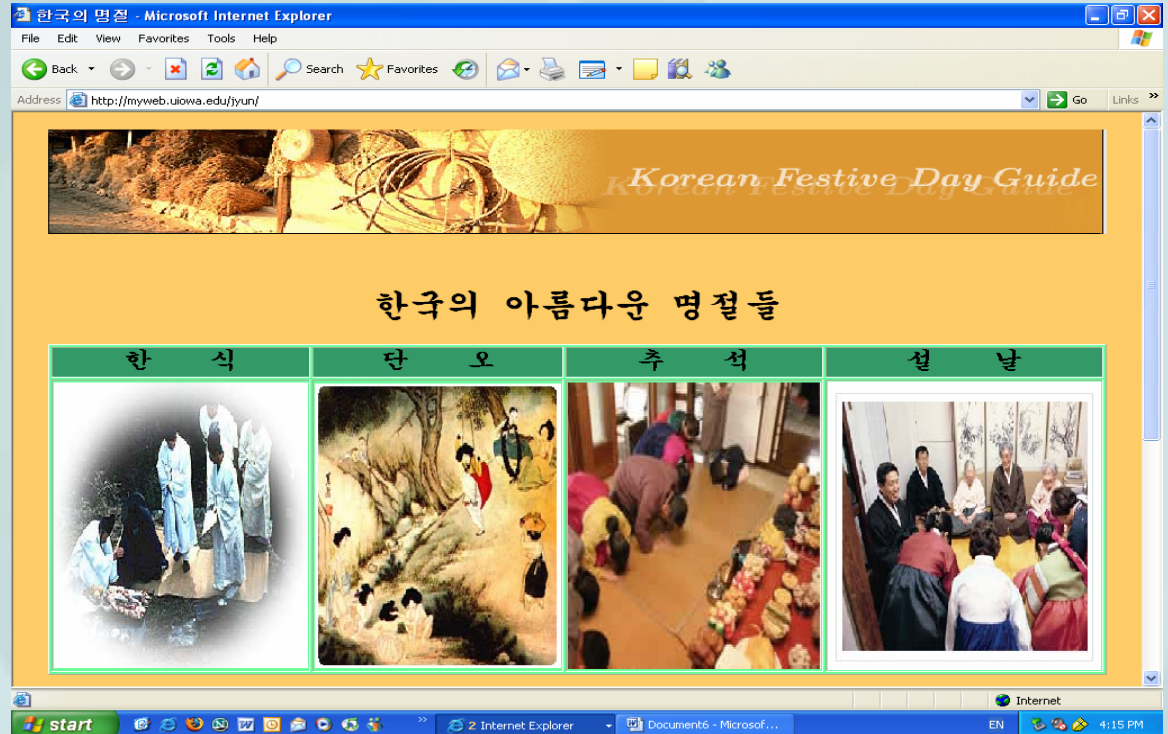 한국의 명절 - Microsoft Internet Explorer
File Edit View Favorites Tools Help
Back Search Favorites
Address http://myweb.uiowa.edu/jyun/ Go Links »
Korean Festive Day Guide
한국의 아름다운 명절들
한 식 단 오 추 석 설 날
Internet
start » 2 Internet Explorer Document6 - Microsof... EN 4:15 PM